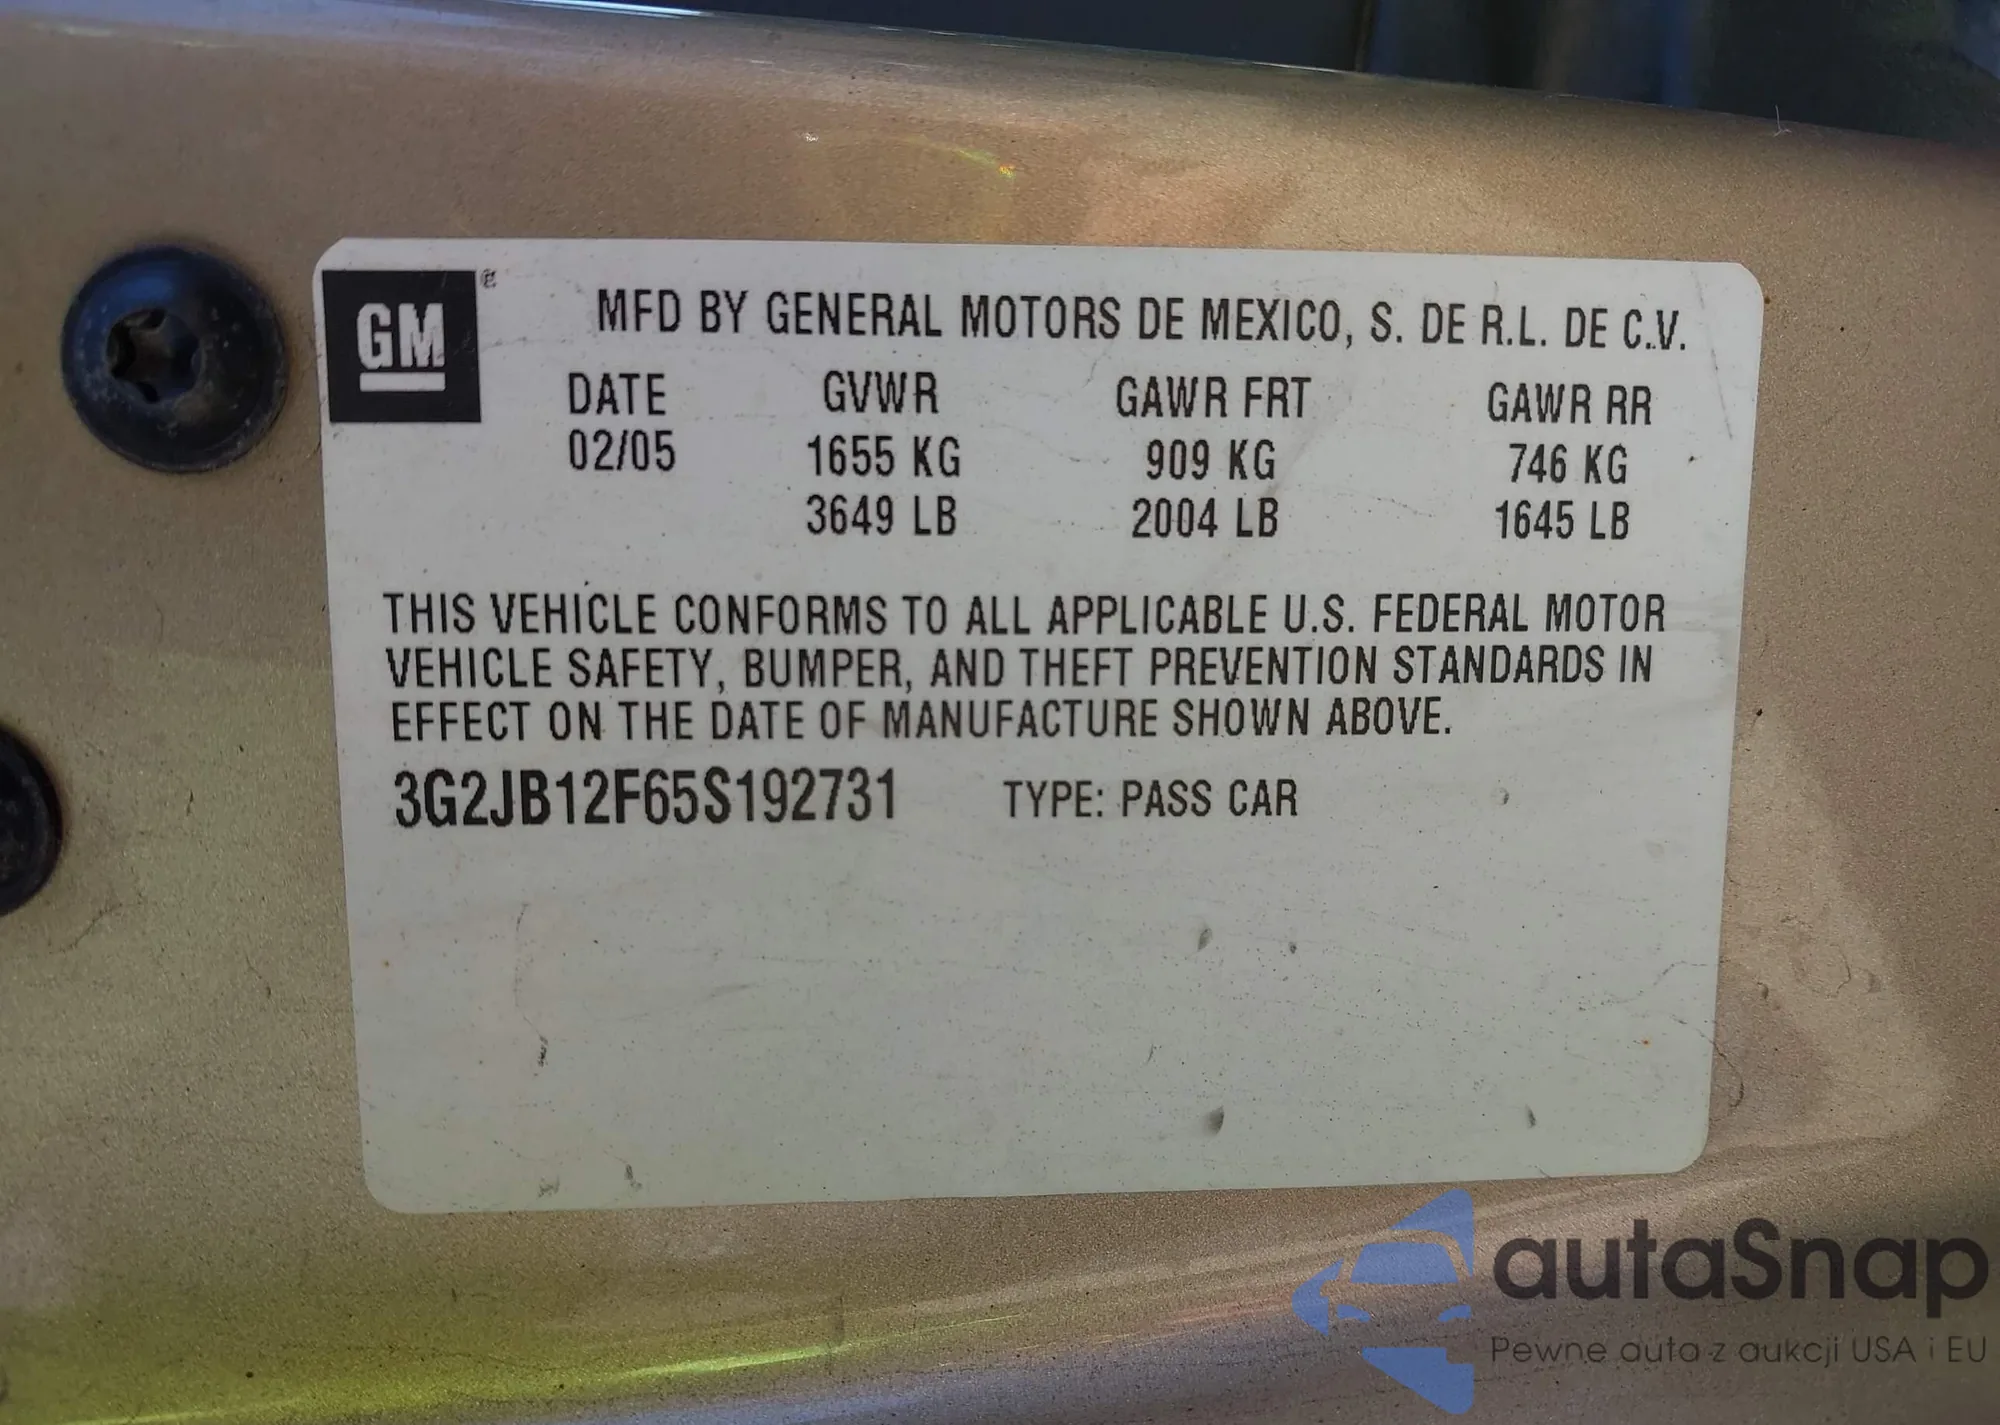 GM ®
MFD BY GENERAL MOTORS DE MEXICO, S. DE R.L. DE C.V.
DATE GVWR GAWR FRT GAWR RR
02/05 1655 KG 909 KG 746 KG
3649 LB 2004 LB 1645 LB
THIS VEHICLE CONFORMS TO ALL APPLICABLE U.S. FEDERAL MOTOR
VEHICLE SAFETY, BUMPER, AND THEFT PREVENTION STANDARDS IN
EFFECT ON THE DATE OF MANUFACTURE SHOWN ABOVE.
3G2JB12F65S192731 TYPE: PASS CAR
autaSnap
Pewne auta z aukcji USA i EU